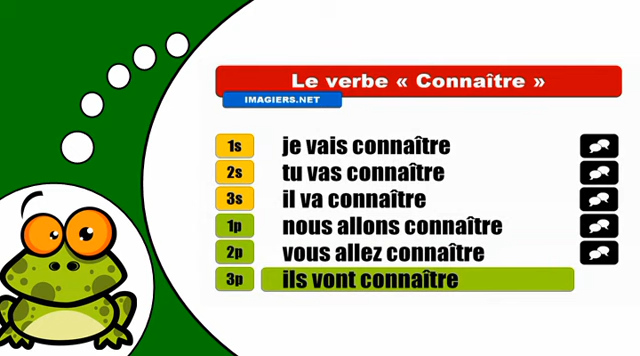 Le verbe « Connaître »
IMAGIERS.NET
1s je vais connaître
2s tu vas connaître
3s il va connaître
1p nous allons connaître
2p vous allez connaître
3p ils vont connaître